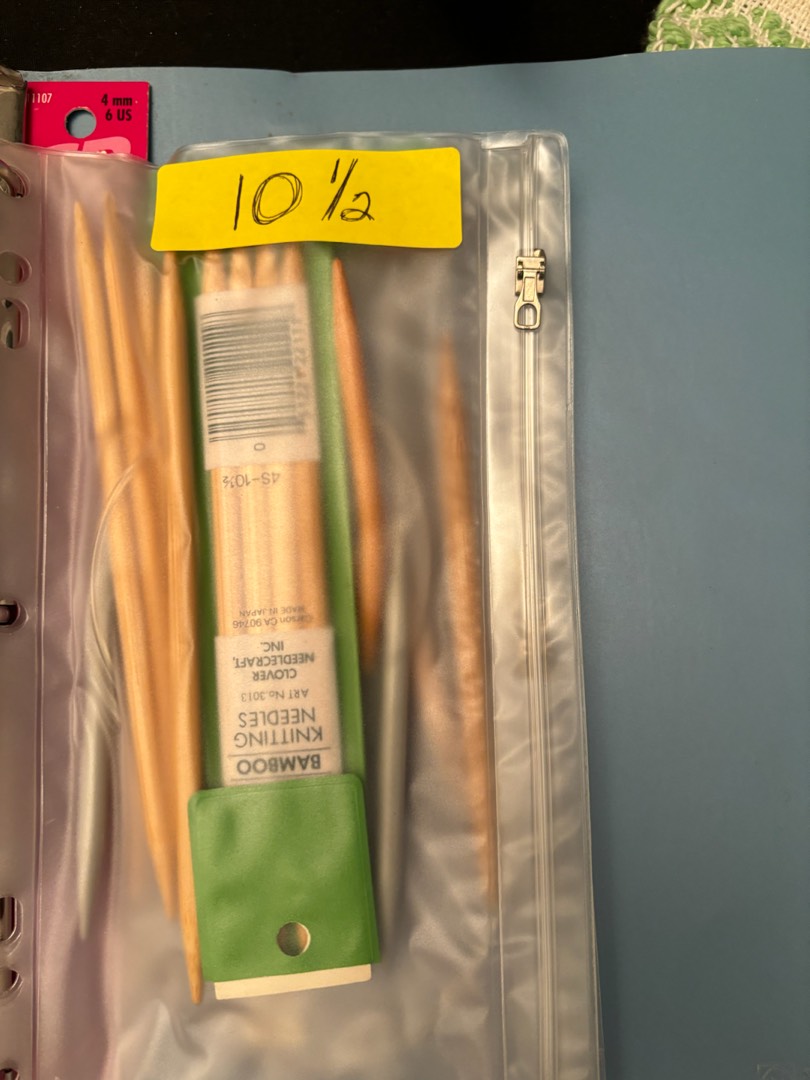 1107
4 mm
6 US
10 ½
4S-10½
Carson CA 90746
MADE IN JAPAN
CLOVER
NEEDLECRAFT,
INC.
ART No.3013
KNITTING
NEEDLES
BAMBOO